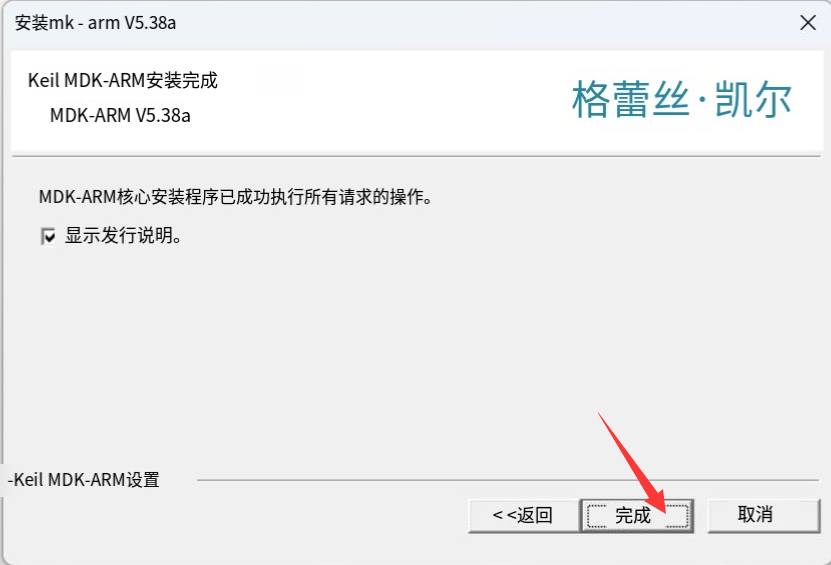 安装mk - arm V5.38a
Keil MDK-ARM安装完成
MDK-ARM V5.38a
格蕾丝·凯尔
MDK-ARM核心安装程序已成功执行所有请求的操作。
显示发行说明。
-Keil MDK-ARM设置
<<返回
完成
取消